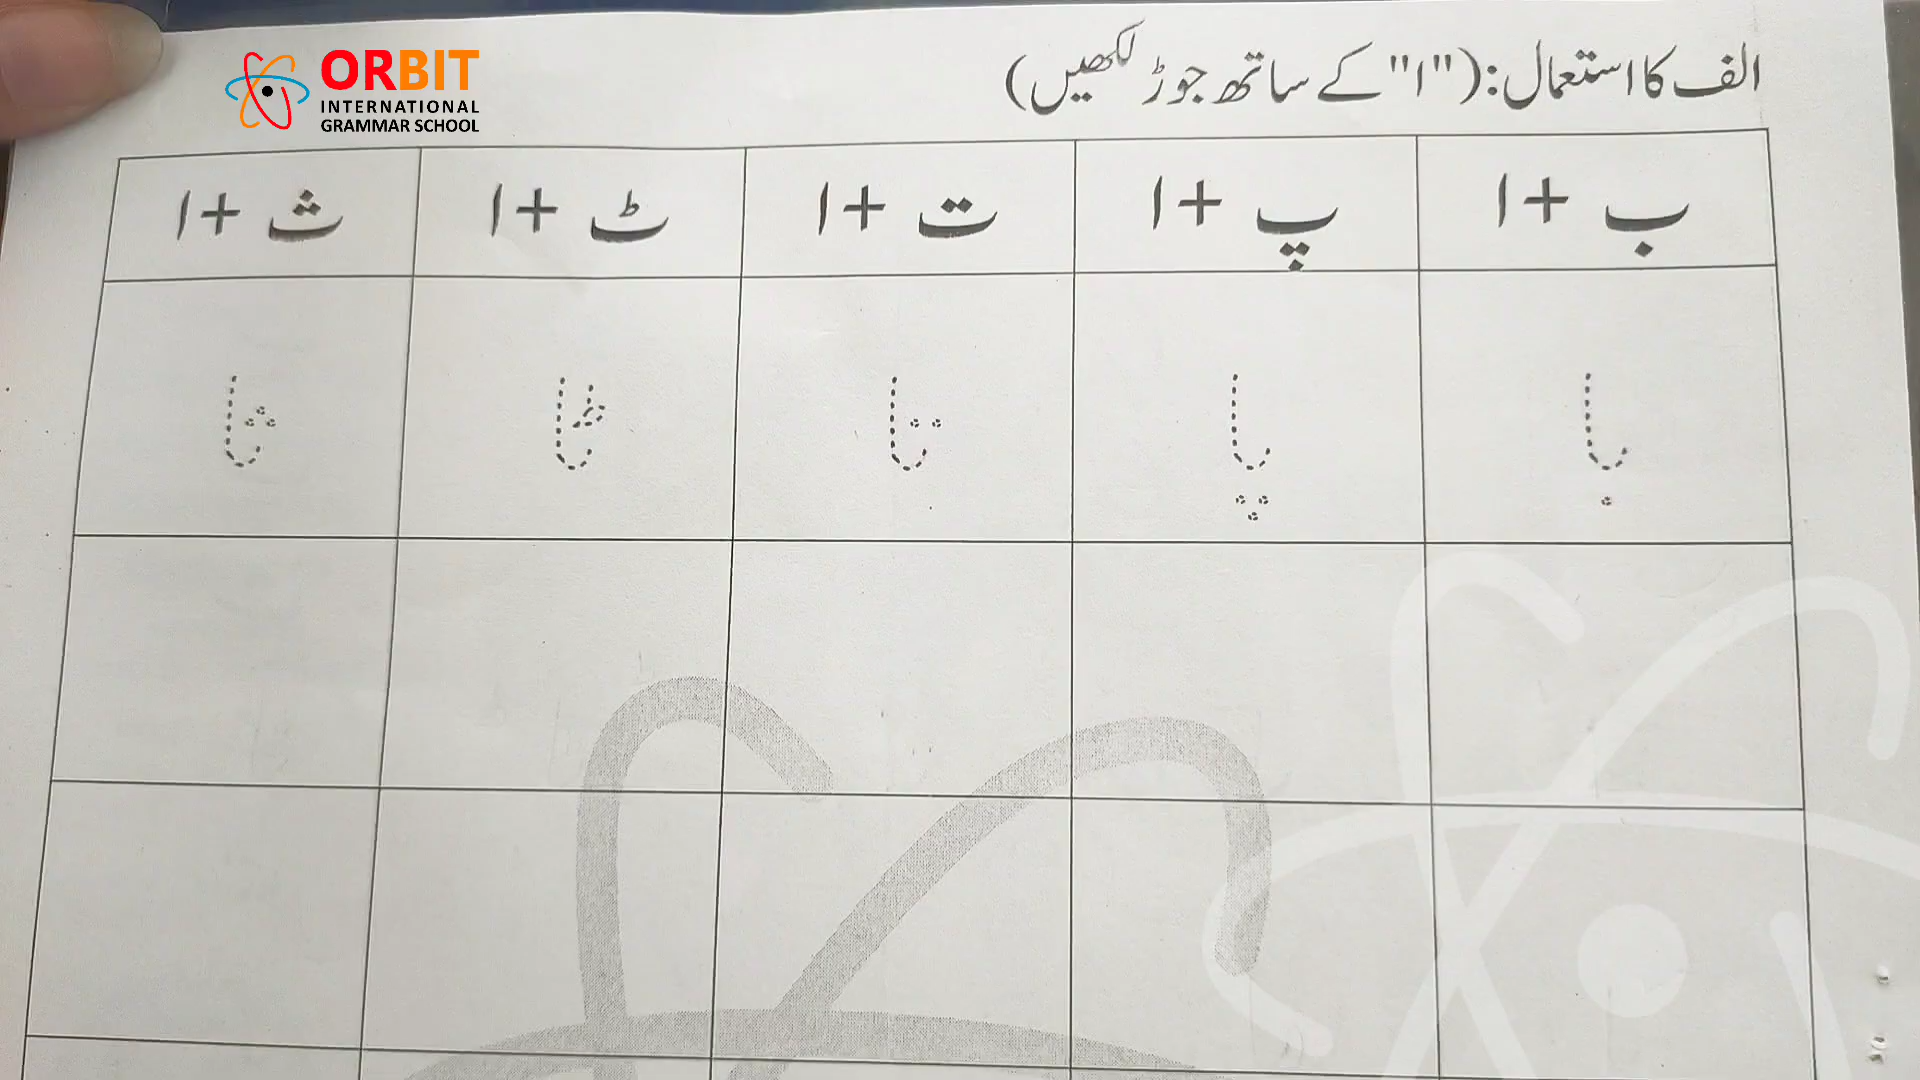 ORBIT
INTERNATIONAL
GRAMMAR SCHOOL
الف کا استعمال: ("ا" کے ساتھ جوڑ لکھیں)
ب + ا پ + ا ت + ا ٹ + ا ث + ا
با پا تا ٹا ثا